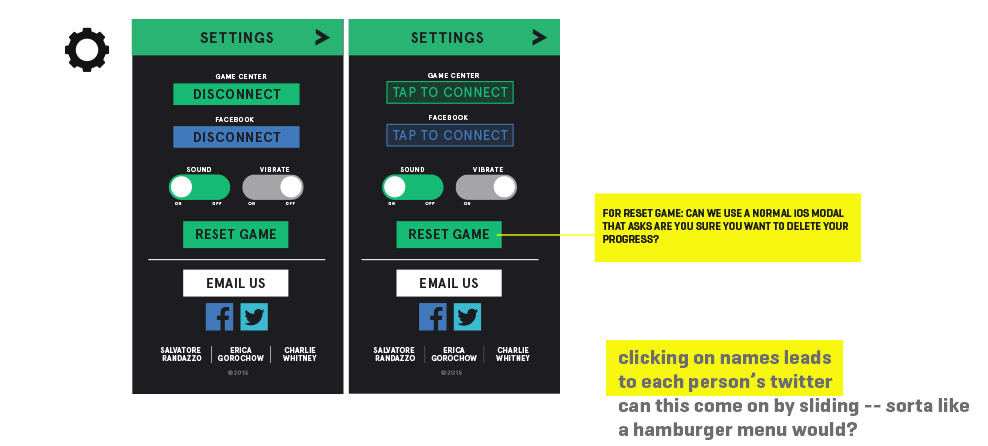 SETTINGS
GAME CENTER
DISCONNECT
FACEBOOK
DISCONNECT
SOUND VIBRATE
ON OFF ON OFF
RESET GAME
EMAIL US
SALVATORE RANDAZZO
ERICA GOROCHOW
CHARLIE WHITNEY
©2015
SETTINGS
GAME CENTER
TAP TO CONNECT
FACEBOOK
TAP TO CONNECT
SOUND VIBRATE
ON OFF ON OFF
RESET GAME
EMAIL US
SALVATORE RANDAZZO
ERICA GOROCHOW
CHARLIE WHITNEY
©2015
FOR RESET GAME: CAN WE USE A NORMAL IOS MODAL
THAT ASKS ARE YOU SURE YOU WANT TO DELETE YOUR
PROGRESS?
clicking on names leads
to each person's twitter
can this come on by sliding -- sorta like
a hamburger menu would?